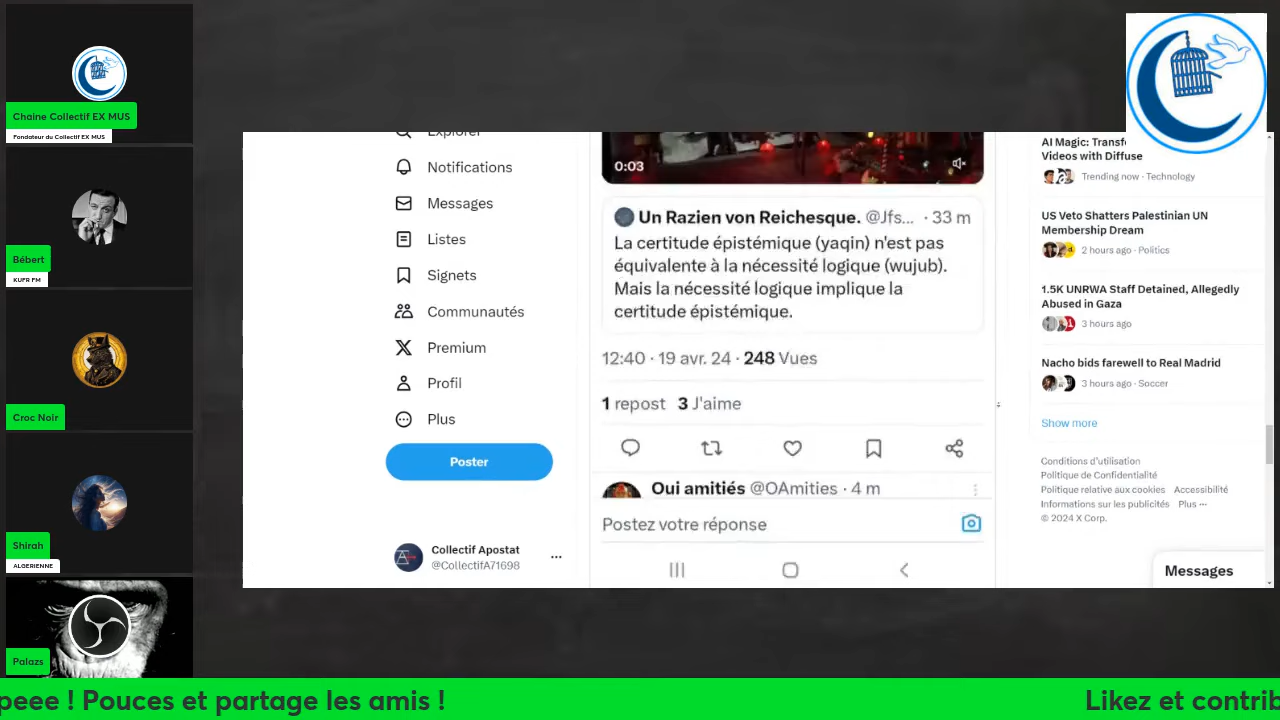 Chaine Collectif EX MUS
Fondateur du Collectif EX MUS
Bébert
KUFR FM
Croc Noir
Shirah
ALGERIENNE
Palazs
Explorer
Notifications
Messages
Listes
Signets
Communautés
Premium
Profil
Plus
Poster
Collectif Apostat
@CollectifA71698
0:03
Un Razien von Reichesque. @Jfs... · 33 m
La certitude épistémique (yaqin) n'est pas
équivalente à la nécessité logique (wujub).
Mais la nécessité logique implique la
certitude épistémique.
12:40 · 19 avr. 24 · 248 Vues
1 repost 3 J'aime
Oui amitiés @OAmities · 4 m
Postez votre réponse
AI Magic: Transf
Videos with Diffuse
Trending now · Technology
US Veto Shatters Palestinian UN
Membership Dream
2 hours ago · Politics
1.5K UNRWA Staff Detained, Allegedly
Abused in Gaza
3 hours ago
Nacho bids farewell to Real Madrid
3 hours ago · Soccer
Show more
Conditions d'utilisation
Politique de Confidentialité
Politique relative aux cookies Accessibilité
Informations sur les publicités Plus ···
© 2024 X Corp.
Messages
peee ! Pouces et partage les amis ! Likez et contrib